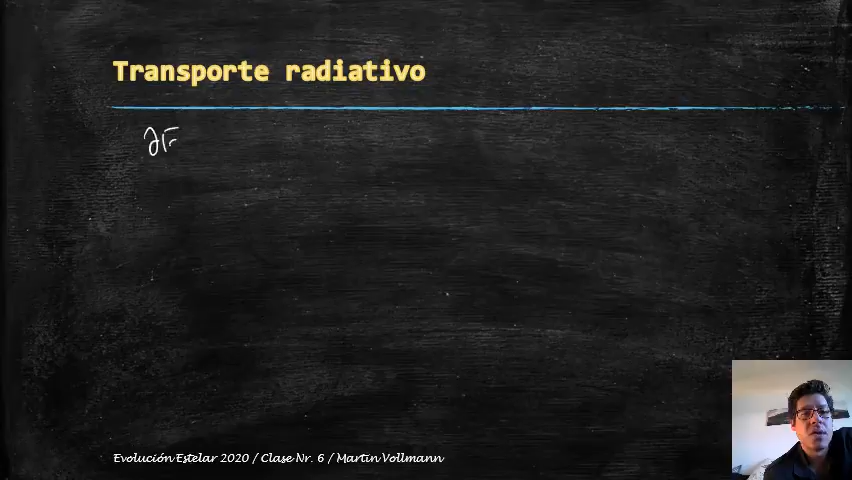 Transporte radiativo
∂F
Evolución Estelar 2020 / Clase Nr. 6 / Martin Vollmann